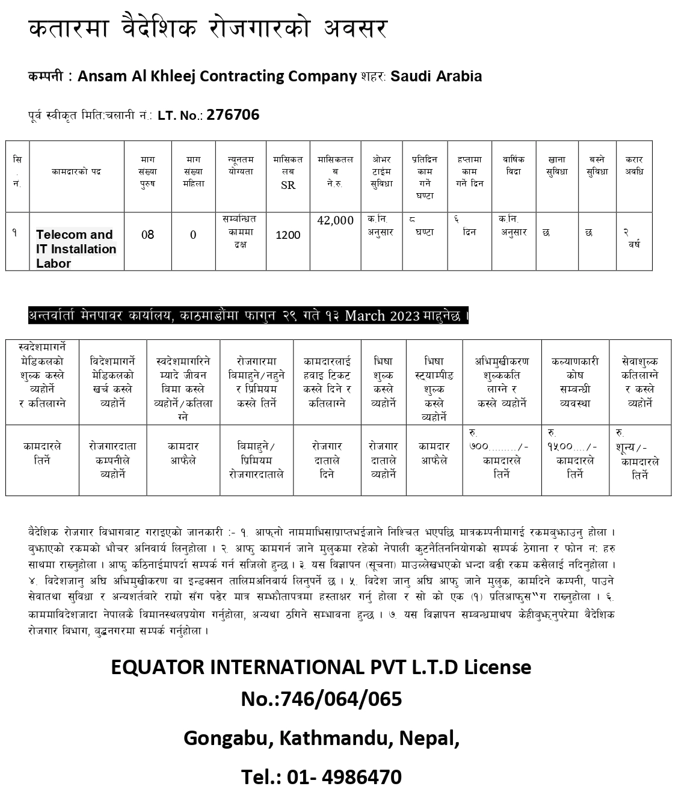 कतारमा वैदेशिक रोजगारको अवसर
कम्पनी : Ansam Al Khleej Contracting Company शहर: Saudi Arabia
पूर्व स्वीकृत मिति:चलानी न.: LT. No.: 276706
सि.न. कामदारको पद माग संख्या पुरुष माग संख्या महिला न्यूनतम योग्यता मासिकत लब SR मासिकतल ब ने.रु. ओभर टाईम सुविधा प्रतिदिन काम गर्ने घण्टा हप्तामा काम गर्ने दिन वार्षिक बिदा खाना सुविधा बस्ने सुविधा करार अवधि
१ Telecom and IT Installation Labor 08 0 सम्बन्धित काममा दक्ष 1200 42,000 क.नि. अनुसार ८ घण्टा ६ दिन क.नि. अनुसार छ छ २ वर्ष
अन्तर्वार्ता मेनपावर कार्यालय, काठमाडौमा फागुन २९ गते १३ March 2023 माहुनेछ ।
स्वदेशमागर्ने मेडिकलको शुल्क कस्ले व्यहोर्ने र कतिलाग्ने विदेशमागर्ने मेडिकलको खर्च कस्ले व्यहोर्ने स्वदेशमागरिने म्यादे जीवन विमा कस्ले व्यहोर्ने/कतिला ग्ने रोजगारमा विमाहुने/नहुने र प्रिमियम कस्ले तिर्ने कामदारलाई हवाइ टिकट कस्ले दिने र कतिलाग्ने भिषा शुल्क कस्ले व्यहोर्ने भिषा स्ट्याम्पीङ शुल्क कस्ले व्यहोर्ने अभिमुखीकरण शुल्ककति लाग्ने र कस्ले व्यहोर्ने कल्याणकारी कोष सम्वन्धी व्यवस्था सेवाशुल्क कतिलाग्ने र कस्ले व्यहोर्ने
कामदारले तिर्ने रोजगारदाता कम्पनीले व्यहोर्ने कामदार आफैले विमाहुने/ प्रिमियम रोजगारदाताले रोजगार दाताले दिने रोजगार दाताले व्यहोर्ने कामदार आफैले रु. ७००………/- कामदारले तिर्ने रु. १५००…./- कामदारले तिर्ने रु. शून्य/- कामदारले तिर्ने
वैदेशिक रोजगार विभागबाट गराइएको जानकारी :- १. आफ्नो नाममाभिसाप्राप्तभईजाने निश्चित भएपछि मात्रकम्पनीमागई रकमबुझाउनु होला ।
बुझाएको रकमको भौचर अनिवार्य लिनुहोला । २. आफु कामगर्न जाने मुलुकमा रहेको नेपाली कुटनैतिननियोगको सम्पर्क ठेगाना र फोन न: हरु
साथमा राख्नुहोला । आफु कठिनाईमापर्दा सम्पर्क गर्न सजिलो हुन्छ । ३. यस विज्ञापन (सूचना) माउल्लेखभएको भन्दा बढी रकम कसैलाई नदिनुहोला ।
४. विदेशजानु अघि अभिमुखीकरण वा इन्डक्सन तालिमअनिवार्य लिनुपर्ने छ । ५. विदेश जानु अघि आफु जाने मुलुक, कामदिने कम्पनी, पाउने
सेवातथा सुविधा र अन्यशर्तबारे राम्रो संग पढेर मात्र सम्झौतापत्रमा हस्ताक्षर गर्नु होला र सो को एक (१) प्रतिआफुस“ग राख्नुहोला । ६.
काममाविदेशजादा नेपालकै विमानस्थलप्रयोग गर्नुहोला, अन्यथा ठगिने सम्भावना हुन्छ । ७. यस विज्ञापन सम्बन्धमाथप केहीबुझ्नुपरेमा वैदेशिक
रोजगार विभाग, बुद्धनगरमा सम्पर्क गर्नुहोला ।
EQUATOR INTERNATIONAL PVT L.T.D License
No.:746/064/065
Gongabu, Kathmandu, Nepal,
Tel.: 01- 4986470